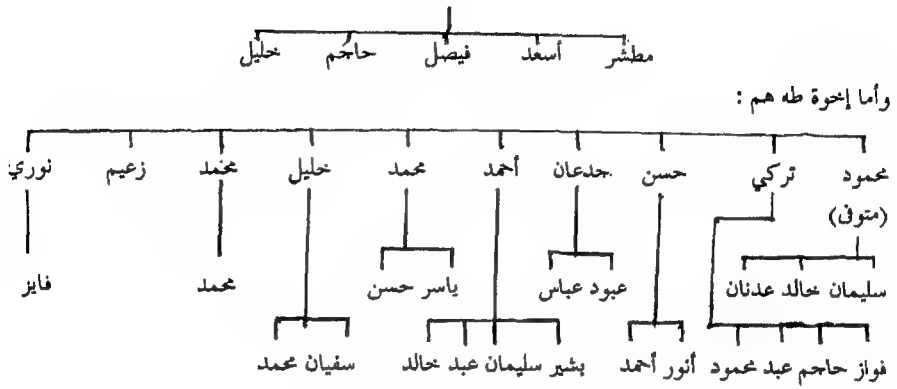 مطشر أسعد فيصل حاجم خليل
وأما إخوة طه هم :
محمود تركي حسن جدعان أحمد محمد خليل محمد زعيم نوري
(متوفى)
سليمان خالد عدنان عبود عباس ياسر حسن محمد فايز
فواز حاجم عبد محمود أنور أحمد بشير سليمان عبد خالد سفيان محمد